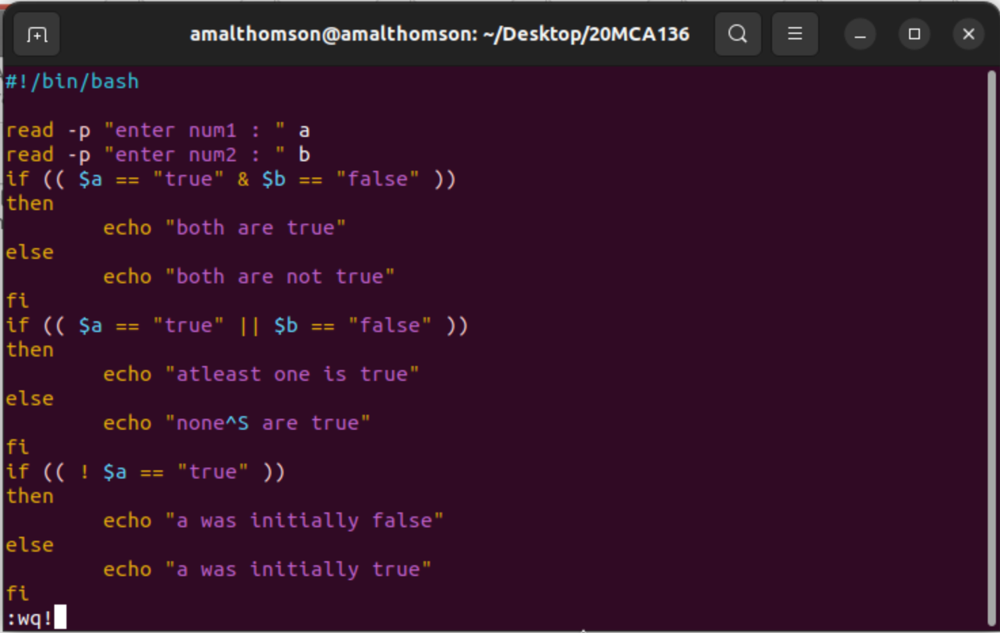 amalthomson@amalthomson: ~/Desktop/20MCA136
#!/bin/bash
read -p "enter num1 : " a
read -p "enter num2 : " b
if (( $a == "true" & $b == "false" ))
then
echo "both are true"
else
echo "both are not true"
fi
if (( $a == "true" || $b == "false" ))
then
echo "atleast one is true"
else
echo "none^S are true"
fi
if (( ! $a == "true" ))
then
echo "a was initially false"
else
echo "a was initially true"
fi
:wq!